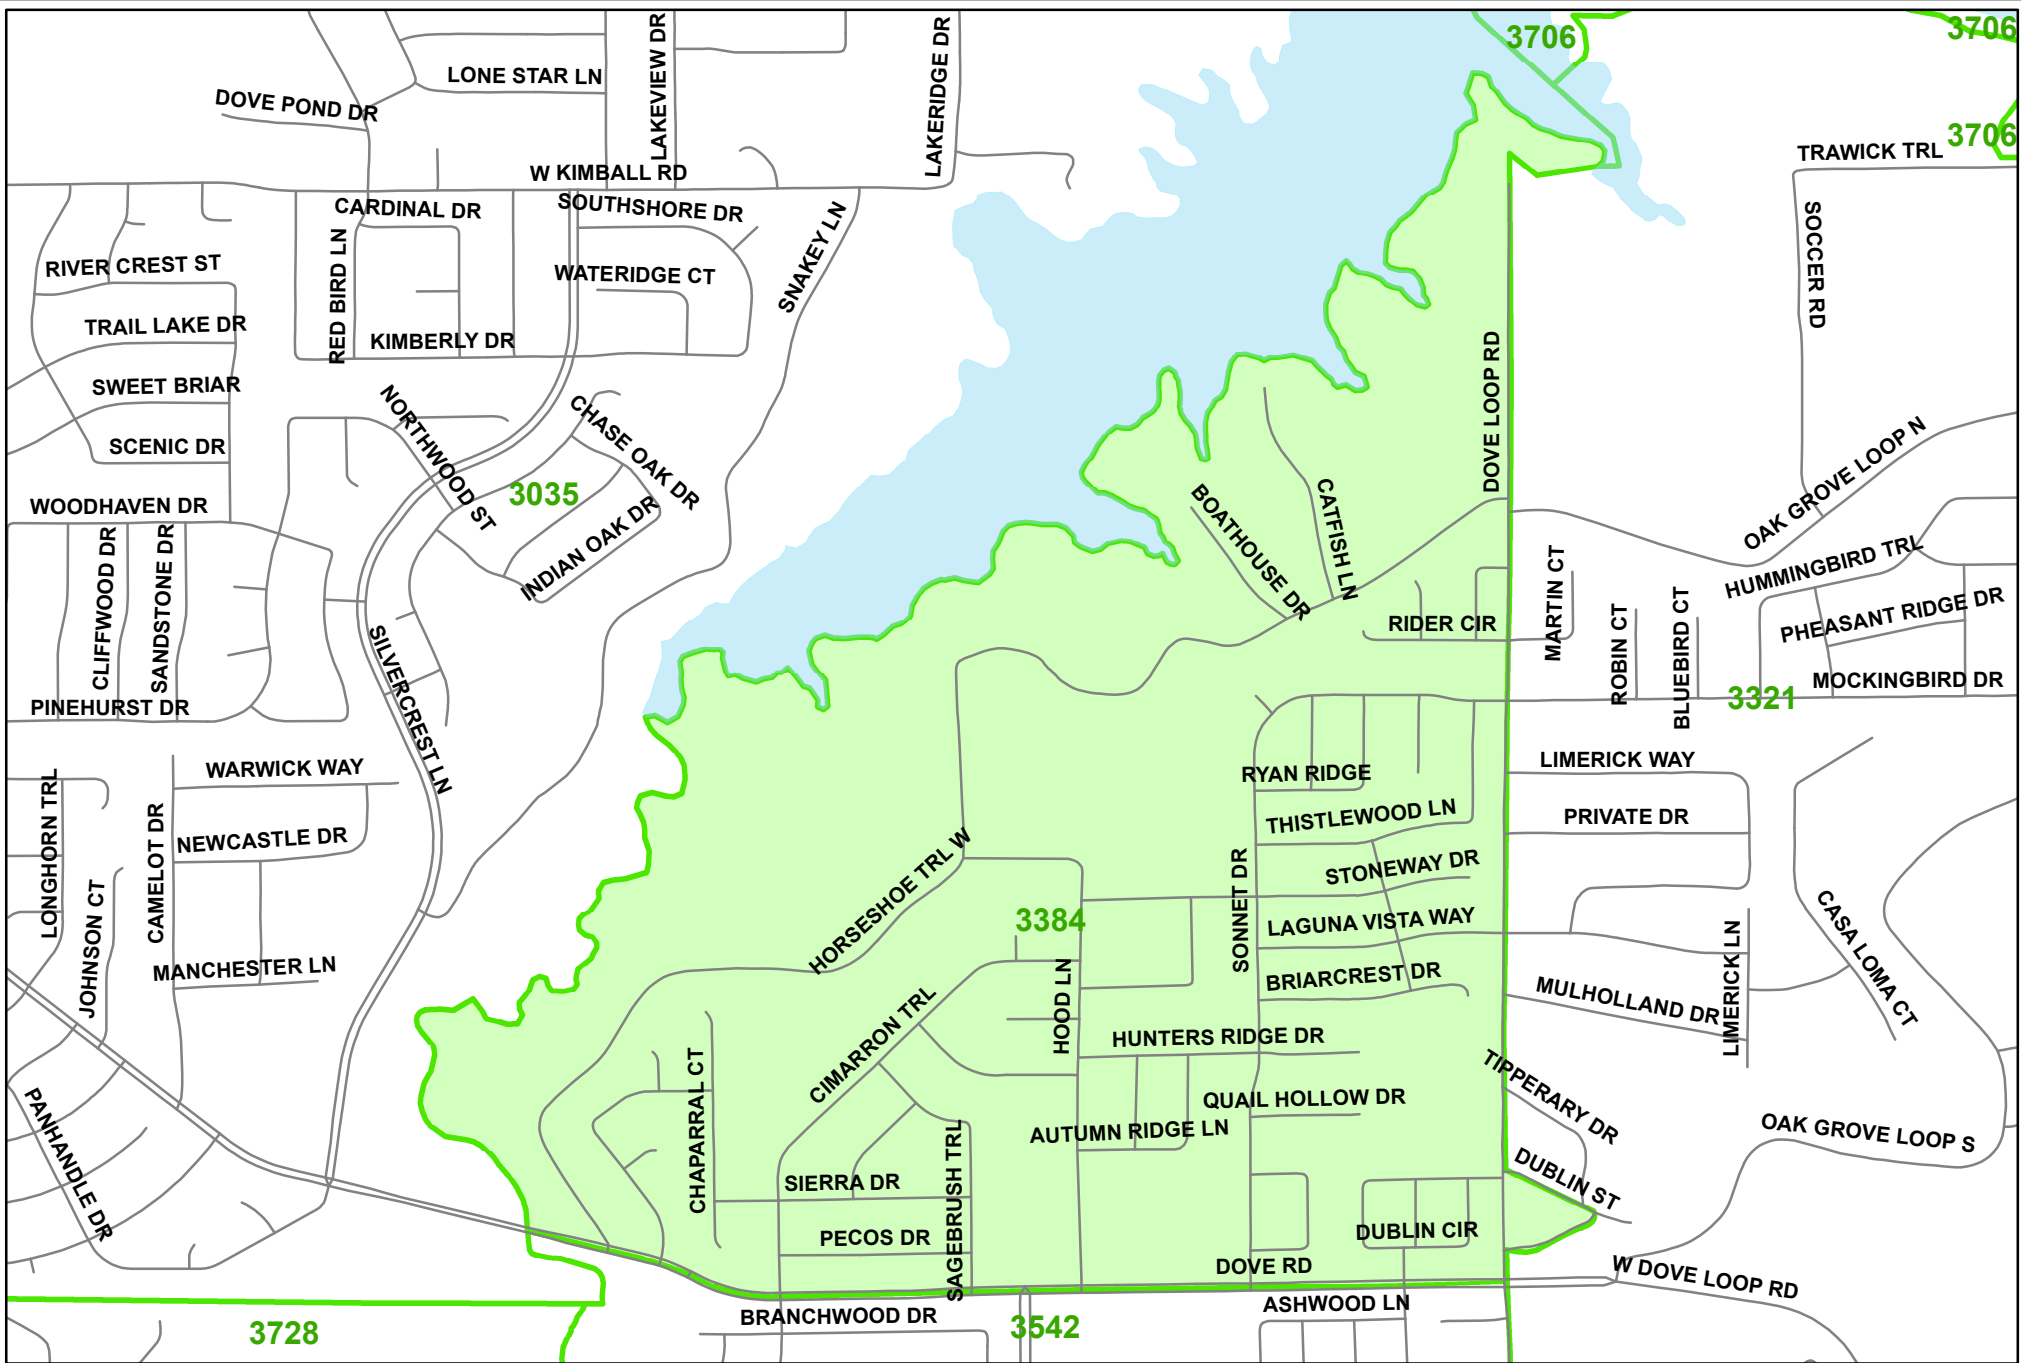 3706
3706
LONE STAR LN
LAKEVIEW DR
LAKERIDGE DR
DOVE POND DR
3706
TRAWICK TRL
W KIMBALL RD
CARDINAL DR
SOUTHSHORE DR
SNAKEY LN
SOCCER RD
RED BIRD LN
RIVER CREST ST
WATERIDGE CT
TRAIL LAKE DR
KIMBERLY DR
DOVE LOOP RD
SWEET BRIAR
NORTHWOOD ST
CHASE OAK DR
SCENIC DR
3035
CATFISH LN
BOATHOUSE DR
OAK GROVE LOOP N
WOODHAVEN DR
INDIAN OAK DR
CLIFFWOOD DR
SANDSTONE DR
HUMMINGBIRD TRL
MARTIN CT
ROBIN CT
BLUEBIRD CT
PHEASANT RIDGE DR
RIDER CIR
SILVERCREST LN
MOCKINGBIRD DR
3321
PINEHURST DR
LONGHORN TRL
WARWICK WAY
LIMERICK WAY
RYAN RIDGE
CAMELOT DR
NEWCASTLE DR
THISTLEWOOD LN
PRIVATE DR
HORSESHOE TRL W
STONEWAY DR
SONNET DR
JOHNSON CT
3384
LAGUNA VISTA WAY
CASA LOMA CT
LIMERICK LN
MANCHESTER LN
BRIARCREST DR
HOOD LN
MULHOLLAND DR
CIMARRON TRL
HUNTERS RIDGE DR
TIPPERARY DR
PANHANDLE DR
CHAPARRAL CT
QUAIL HOLLOW DR
AUTUMN RIDGE LN
OAK GROVE LOOP S
SAGEBRUSH TRL
SIERRA DR
DUBLIN ST
PECOS DR
DUBLIN CIR
DOVE RD
W DOVE LOOP RD
BRANCHWOOD DR
ASHWOOD LN
3728
3542